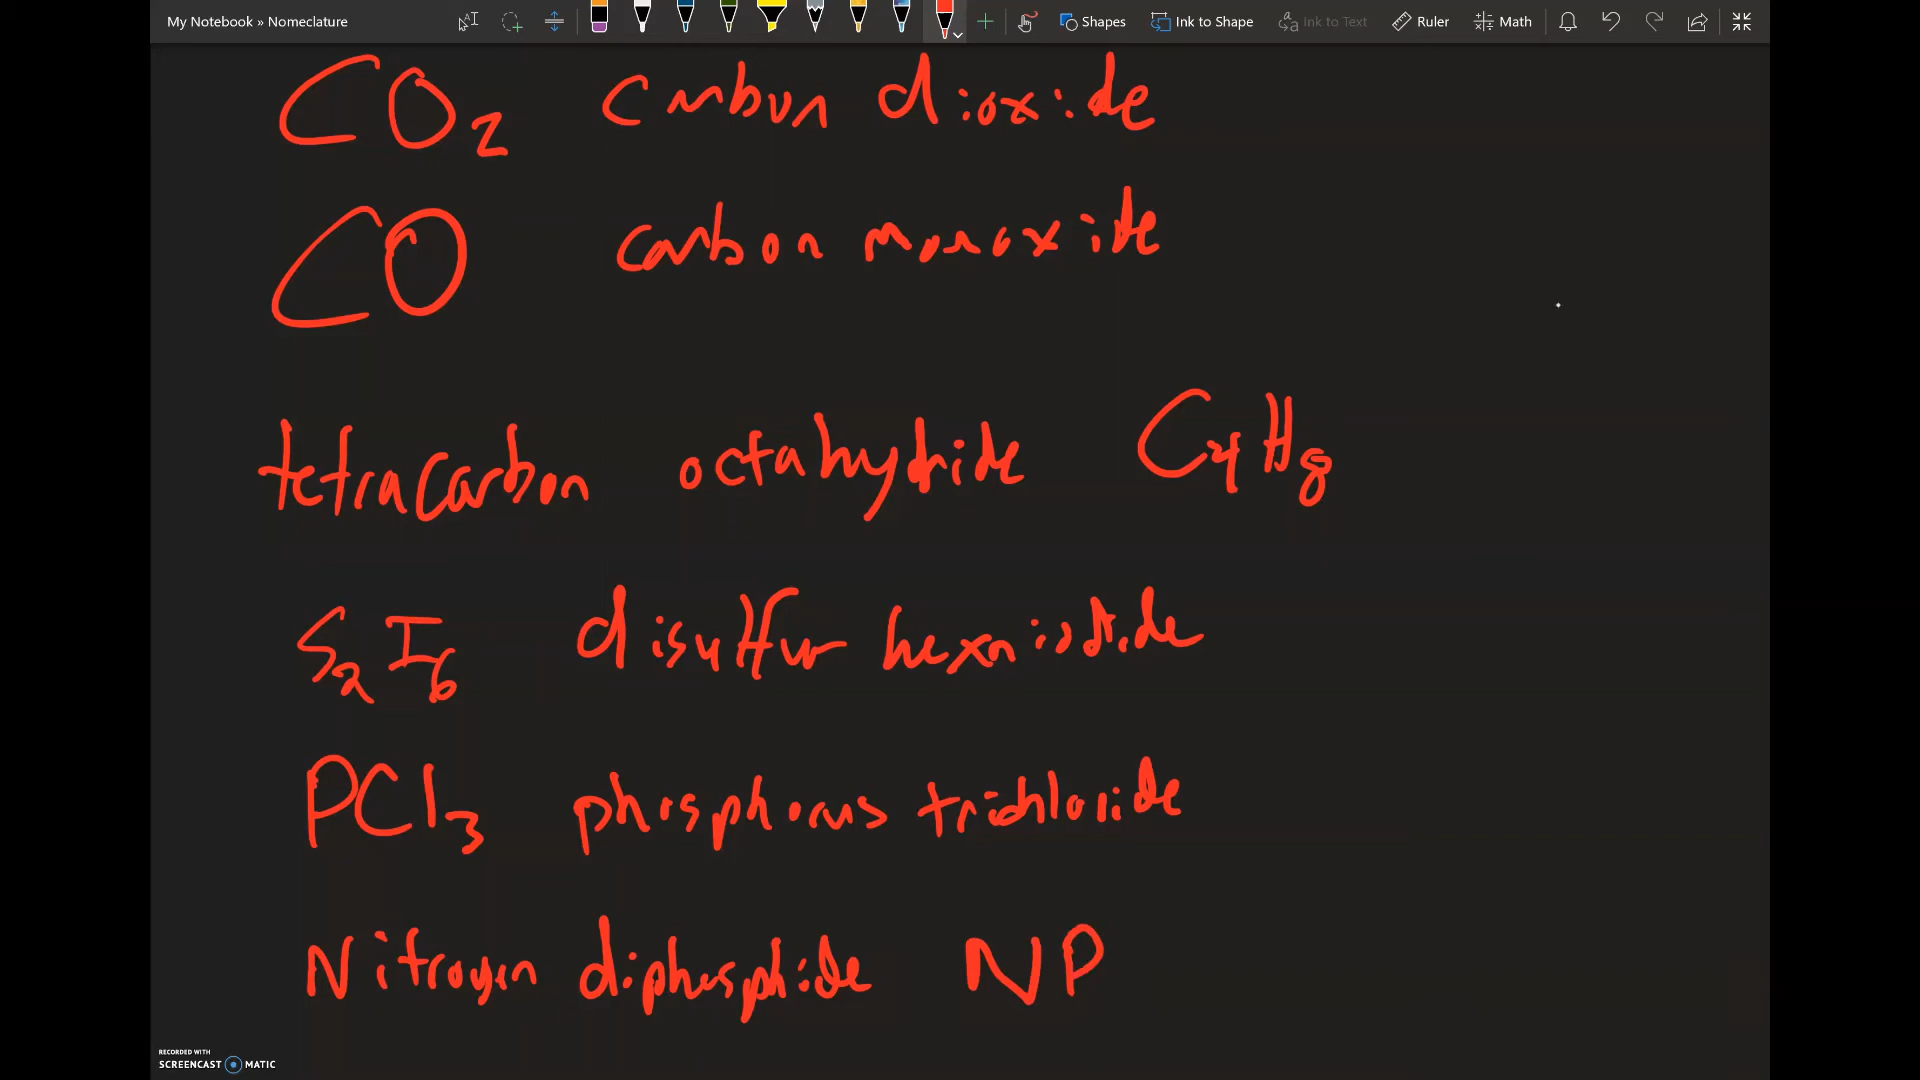 My Notebook » Nomeclature Shapes Ink to Shape Ink to Text Ruler Math
CO₂ carbon dioxide
CO carbon monoxide
tetracarbon octahydride C₄H₈
S₂I₆ disulfur hexaiodide
PCl₃ phosphorus trichloride
Nitrogen diphosphide NP
RECORDED WITH
SCREENCAST MATIC